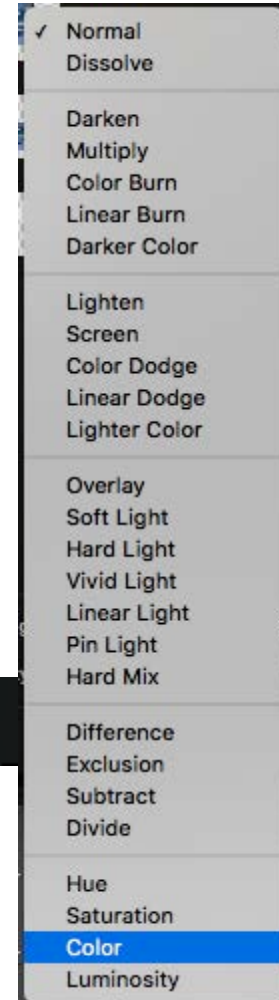 ✓ Normal
Dissolve
Darken
Multiply
Color Burn
Linear Burn
Darker Color
Lighten
Screen
Color Dodge
Linear Dodge
Lighter Color
Overlay
Soft Light
Hard Light
Vivid Light
Linear Light
Pin Light
Hard Mix
Difference
Exclusion
Subtract
Divide
Hue
Saturation
Color
Luminosity